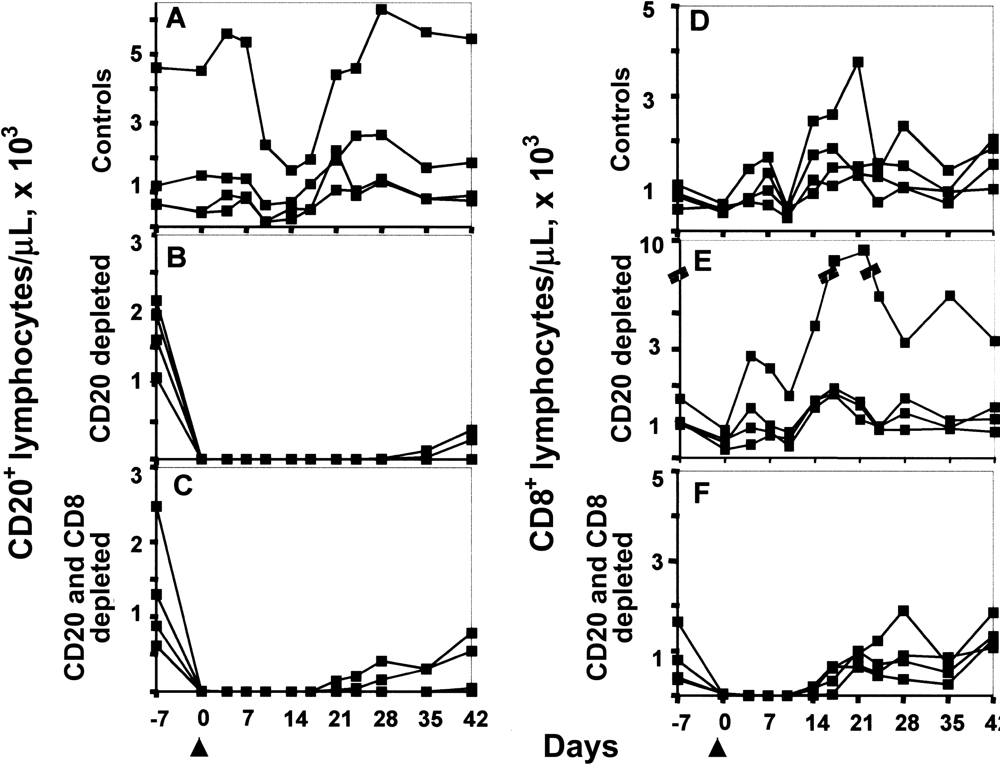 CD20+ lymphocytes/µL, x 10³
Controls
A
5
3
1
CD20 depleted
B
3
2
1
CD20 and CD8
depleted
C
3
2
1
-7 0 7 14 21 28 35 42
CD8+ lymphocytes/µL, x 10³
Controls
D
5
3
1
CD20 depleted
E
10
3
1
CD20 and CD8
depleted
F
5
3
1
-7 0 7 14 21 28 35 42
Days